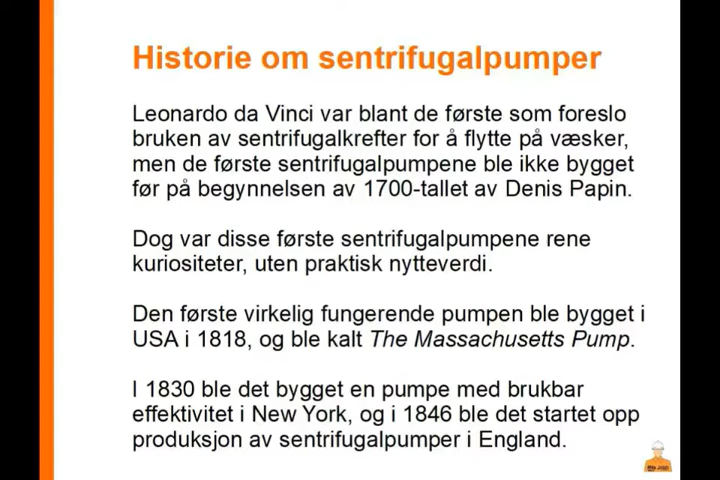 Historie om sentrifugalpumper
Leonardo da Vinci var blant de første som foreslo
bruken av sentrifugalkrefter for å flytte på væsker,
men de første sentrifugalpumpene ble ikke bygget
før på begynnelsen av 1700-tallet av Denis Papin.
Dog var disse første sentrifugalpumpene rene
kuriositeter, uten praktisk nytteverdi.
Den første virkelig fungerende pumpen ble bygget i
USA i 1818, og ble kalt The Massachusetts Pump.
I 1830 ble det bygget en pumpe med brukbar
effektivitet i New York, og i 1846 ble det startet opp
produksjon av sentrifugalpumper i England.